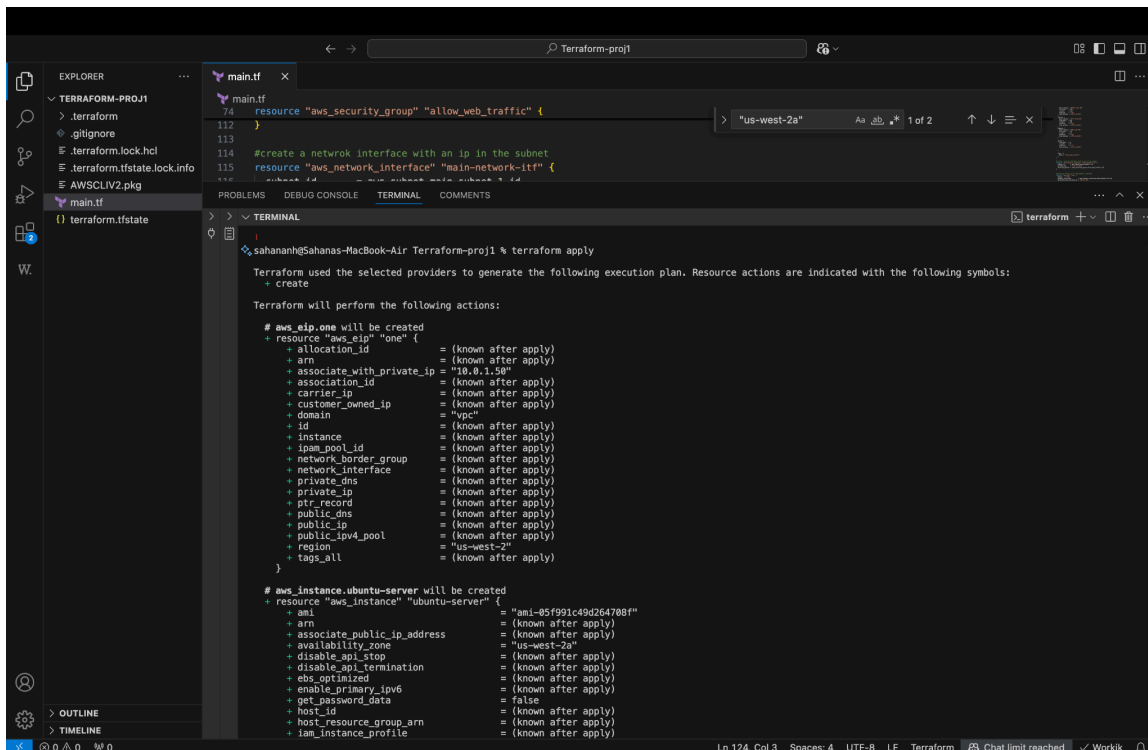 Terraform-proj1
EXPLORER
TERRAFORM-PROJ1
.terraform
.gitignore
.terraform.lock.hcl
.terraform.tfstate.lock.info
AWSCLIV2.pkg
main.tf
terraform.tfstate
OUTLINE
TIMELINE
2
W.
main.tf
main.tf
74 resource "aws_security_group" "allow_web_traffic" {
112 }
113
114 #create a netwrok interface with an ip in the subnet
115 resource "aws_network_interface" "main-network-itf" {
"us-west-2a" Aa ab .* 1 of 2
PROBLEMS DEBUG CONSOLE TERMINAL COMMENTS
TERMINAL
terraform
sahananh@Sahanas-MacBook-Air Terraform-proj1 % terraform apply
Terraform used the selected providers to generate the following execution plan. Resource actions are indicated with the following symbols:
+ create
Terraform will perform the following actions:
# aws_eip.one will be created
+ resource "aws_eip" "one" {
+ allocation_id = (known after apply)
+ arn = (known after apply)
+ associate_with_private_ip = "10.0.1.50"
+ association_id = (known after apply)
+ carrier_ip = (known after apply)
+ customer_owned_ip = (known after apply)
+ domain = "vpc"
+ id = (known after apply)
+ instance = (known after apply)
+ ipam_pool_id = (known after apply)
+ network_border_group = (known after apply)
+ network_interface = (known after apply)
+ private_dns = (known after apply)
+ private_ip = (known after apply)
+ ptr_record = (known after apply)
+ public_dns = (known after apply)
+ public_ip = (known after apply)
+ public_ipv4_pool = (known after apply)
+ region = "us-west-2"
+ tags_all = (known after apply)
}
# aws_instance.ubuntu-server will be created
+ resource "aws_instance" "ubuntu-server" {
+ ami = "ami-05f991c49d264708f"
+ arn = (known after apply)
+ associate_public_ip_address = (known after apply)
+ availability_zone = "us-west-2a"
+ disable_api_stop = (known after apply)
+ disable_api_termination = (known after apply)
+ ebs_optimized = (known after apply)
+ enable_primary_ipv6 = (known after apply)
+ get_password_data = false
+ host_id = (known after apply)
+ host_resource_group_arn = (known after apply)
+ iam_instance_profile = (known after apply)
0 0 0 Ln 124, Col 3 Spaces: 4 UTF-8 LF Terraform Chat limit reached Workik